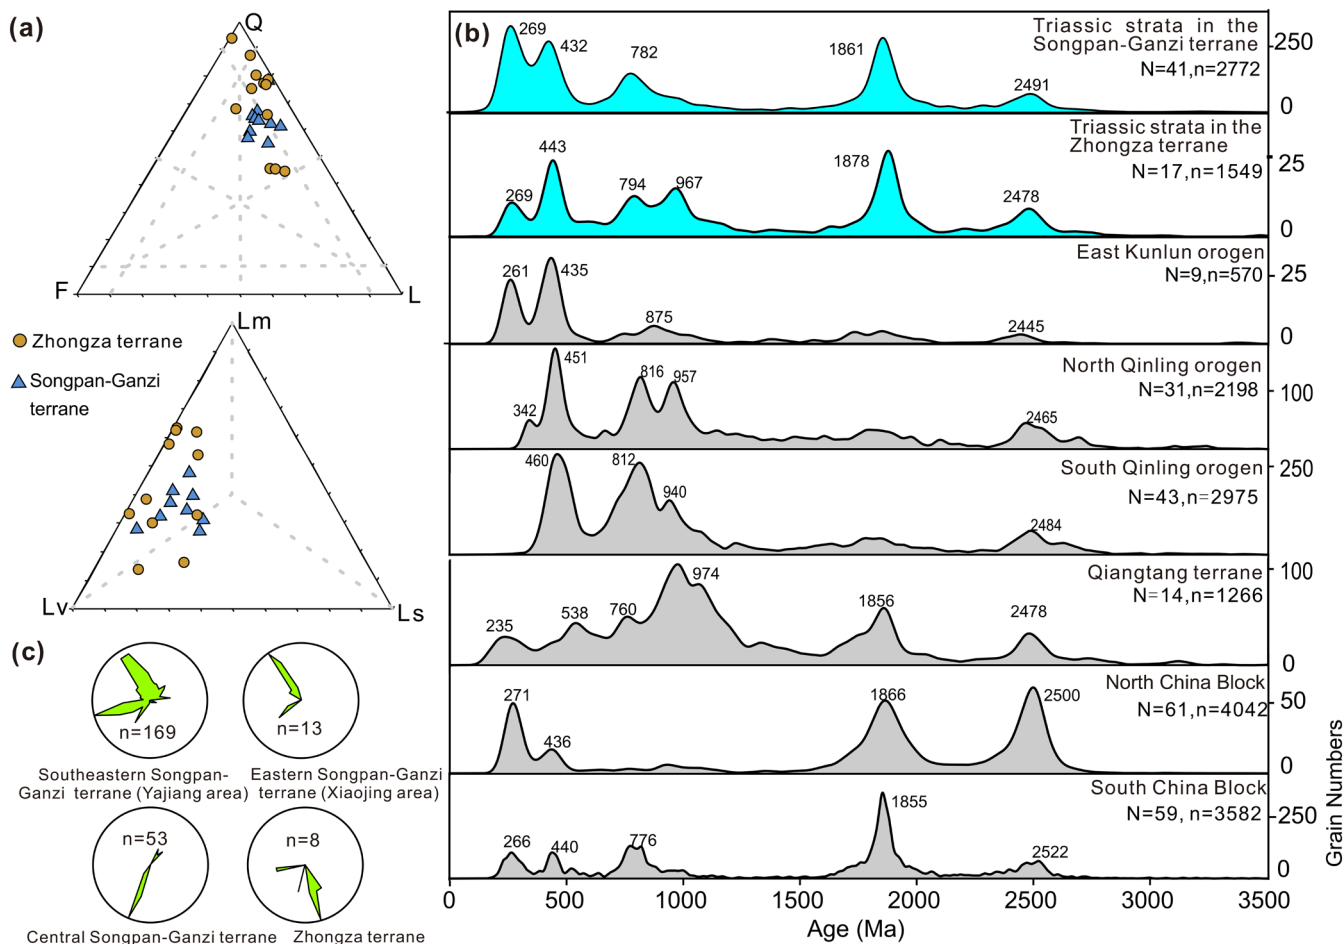 (a)
Q
F
L
Zhongza terrane
Songpan-Ganzi
terrane
Lm
Lv
Ls
(c)
n=169
n=13
Southeastern Songpan-
Ganzi terrane (Yajiang area)
Eastern Songpan-Ganzi
terrane (Xiaojing area)
n=53
n=8
Central Songpan-Ganzi terrane
Zhongza terrane
(b)
269
432
782
1861
2491
Triassic strata in the
Songpan-Ganzi terrane
N=41,n=2772
250
0
269
443
794
967
1878
2478
Triassic strata in the
Zhongza terrane
N=17,n=1549
25
0
261
435
875
2445
East Kunlun orogen
N=9,n=570
25
0
342
451
816
957
2465
North Qinling orogen
N=31,n=2198
100
460
812
940
2484
South Qinling orogen
N=43,n=2975
250
235
538
760
974
1856
2478
Qiangtang terrane
N=14,n=1266
100
0
271
436
1866
2500
North China Block
N=61,n=4042
50
0
266
440
776
1855
2522
South China Block
N=59, n=3582
250
0
Grain Numbers
0
500
1000
1500
2000
2500
3000
3500
Age (Ma)